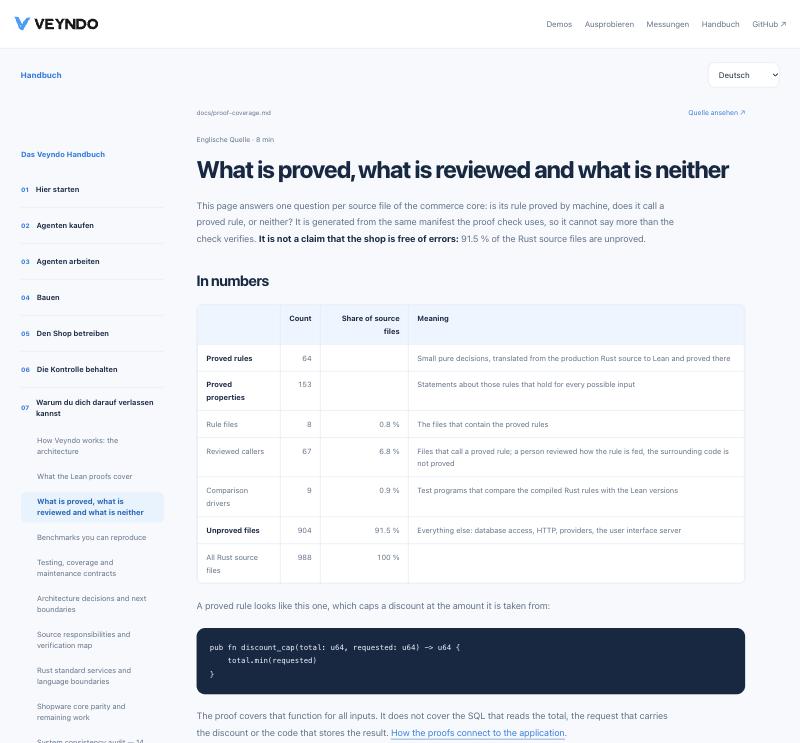 VEYNDO
Demos Ausprobieren Messungen Handbuch GitHub ↗
Handbuch
Deutsch
docs/proof-coverage.md
Quelle ansehen ↗
Englische Quelle · 8 min
Das Veyndo Handbuch
01 Hier starten
02 Agenten kaufen
03 Agenten arbeiten
04 Bauen
05 Den Shop betreiben
06 Die Kontrolle behalten
07 Warum du dich darauf verlassen
kannst
How Veyndo works: the
architecture
What the Lean proofs cover
What is proved, what is
reviewed and what is neither
Benchmarks you can reproduce
Testing, coverage and
maintenance contracts
Architecture decisions and next
boundaries
Source responsibilities and
verification map
Rust standard services and
language boundaries
Shopware core parity and
remaining work
System consistency audit — 14
What is proved, what is reviewed and what is neither
This page answers one question per source file of the commerce core: is its rule proved by machine, does it call a
proved rule, or neither? It is generated from the same manifest the proof check uses, so it cannot say more than the
check verifies. It is not a claim that the shop is free of errors: 91.5 % of the Rust source files are unproved.
In numbers
Count
Share of source
files
Meaning
Proved rules 64 Small pure decisions, translated from the production Rust source to Lean and proved there
Proved
properties
153 Statements about those rules that hold for every possible input
Rule files 8 0.8 % The files that contain the proved rules
Reviewed callers 67 6.8 % Files that call a proved rule; a person reviewed how the rule is fed, the surrounding code is
not proved
Comparison
drivers
9 0.9 % Test programs that compare the compiled Rust rules with the Lean versions
Unproved files 904 91.5 % Everything else: database access, HTTP, providers, the user interface server
All Rust source
files
988 100 %
A proved rule looks like this one, which caps a discount at the amount it is taken from:
pub fn discount_cap(total: u64, requested: u64) -> u64 {
    total.min(requested)
}
The proof covers that function for all inputs. It does not cover the SQL that reads the total, the request that carries
the discount or the code that stores the result. How the proofs connect to the application.